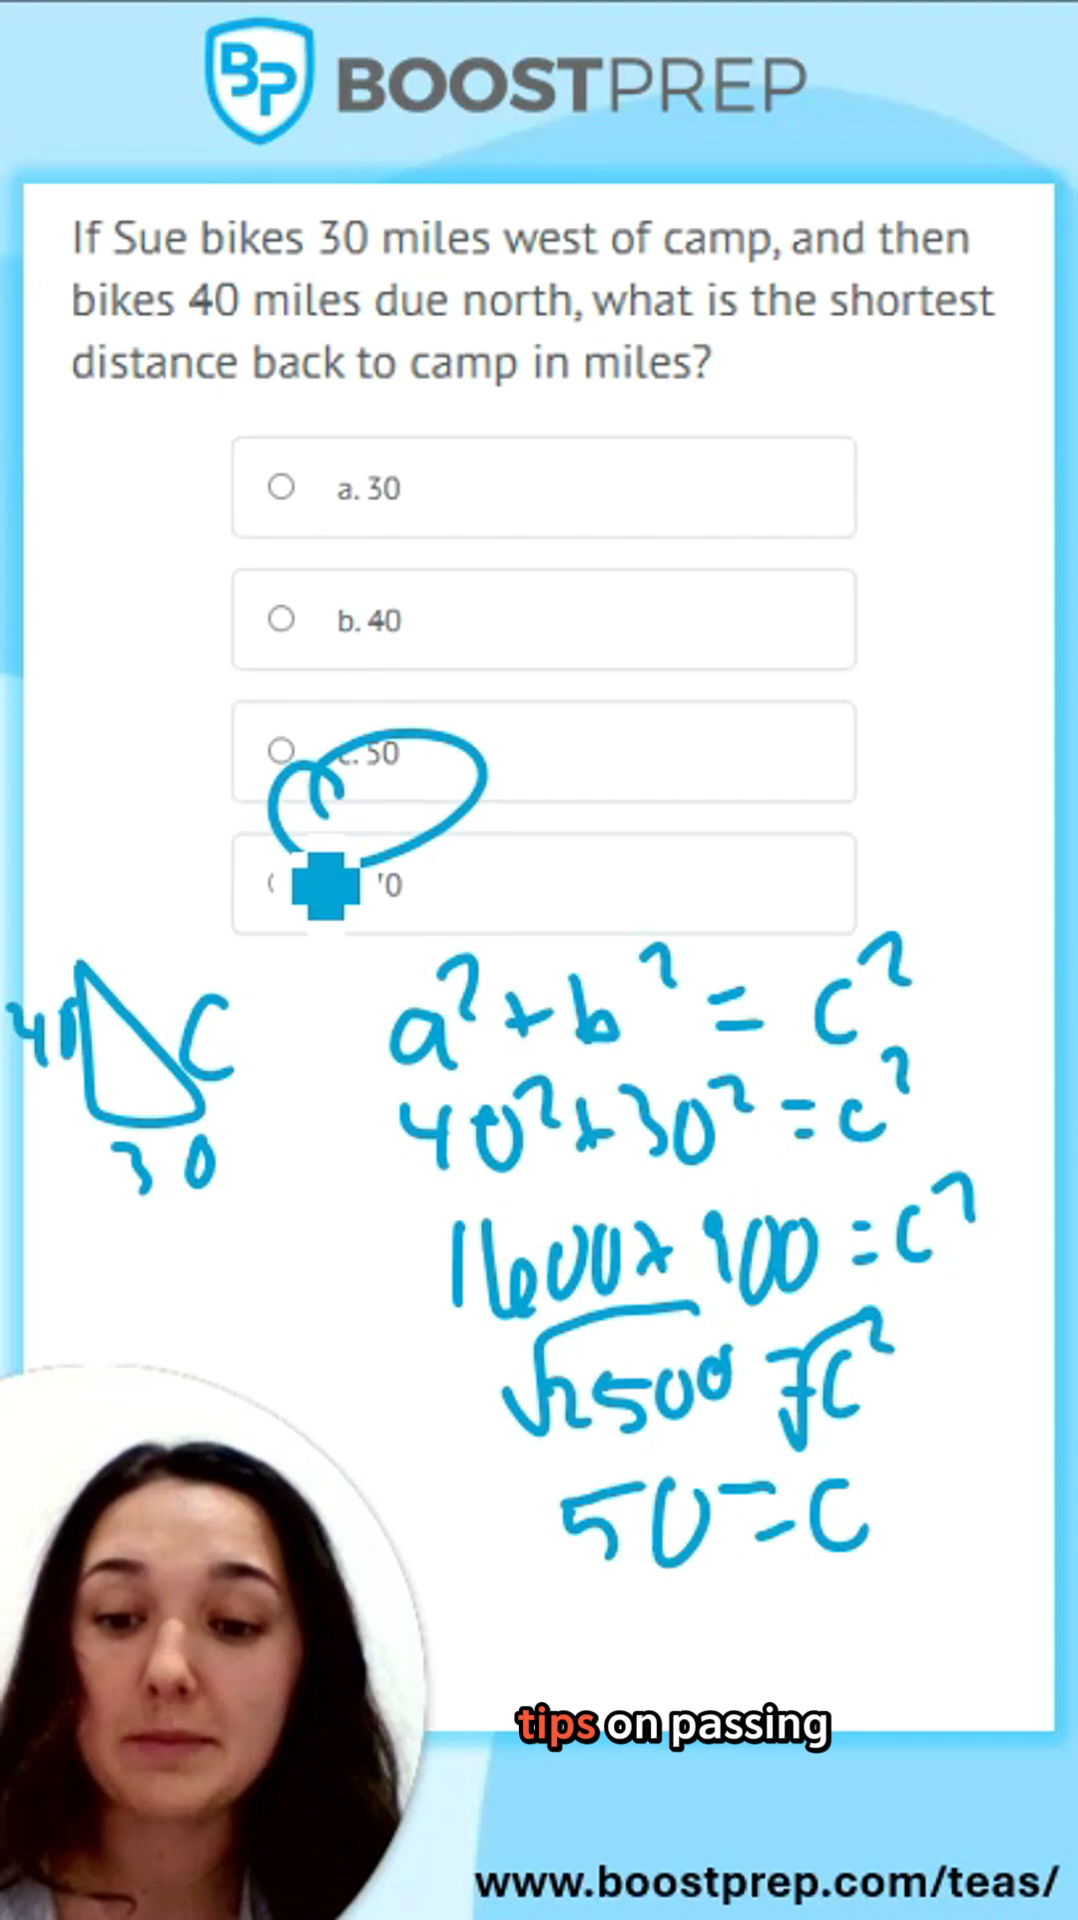 BP BOOSTPREP
If Sue bikes 30 miles west of camp, and then
bikes 40 miles due north, what is the shortest
distance back to camp in miles?
a. 30
b. 40
c. 50
'0
40
C
30
a² + b² = c²
40² + 30² = c²
1600 + 900 = c²
√2500 = √c²
50 = c
tips on passing
www.boostprep.com/teas/